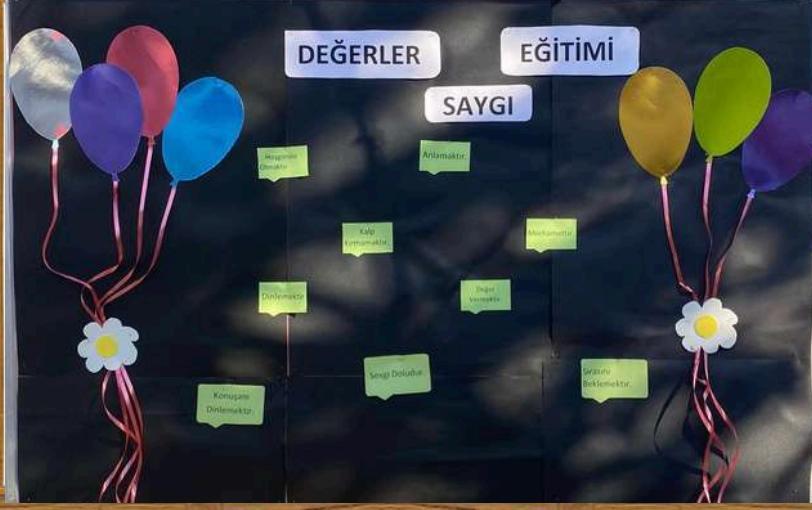 DEĞERLER EĞİTİMİ
SAYGI
Hoşgörülü
Olmaktır.
Anlamaktır.
Kalp
Kırmamaktır.
Merhamettir.
Dinlemektir.
Değer
Vermektir.
Sevgi Doludur.
Sırasını
Beklemektir.
Konuşanı
Dinlemektir.